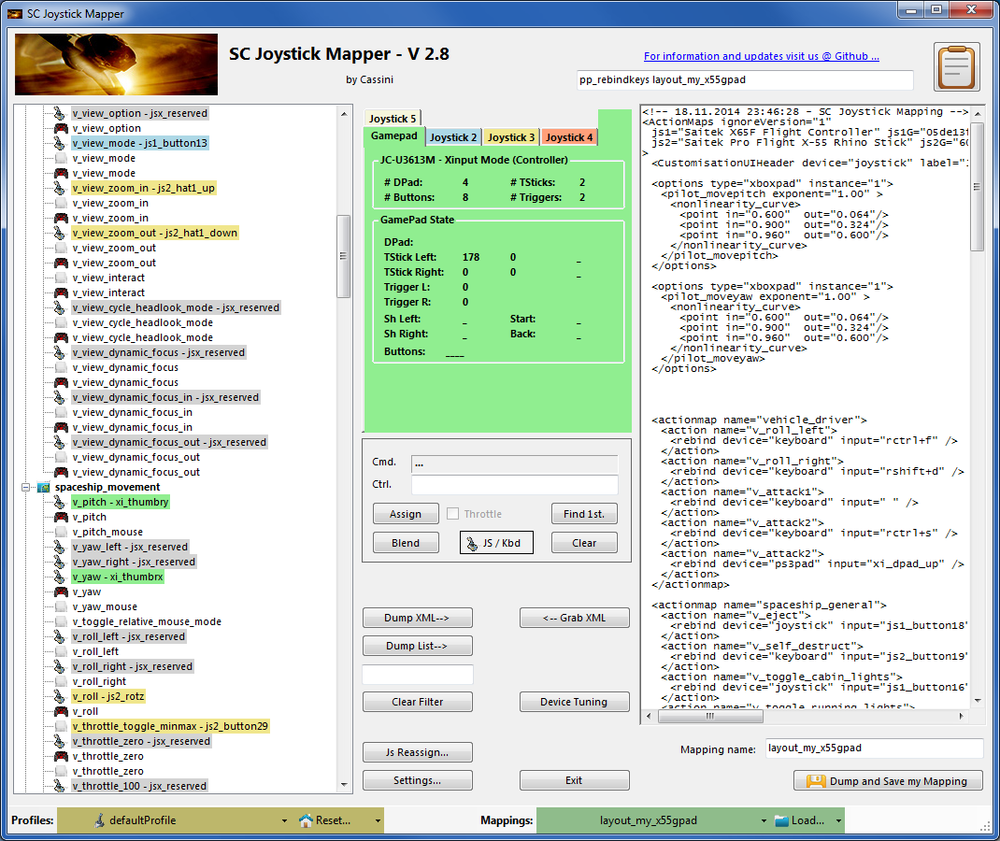 SC Joystick Mapper
SC Joystick Mapper - V 2.8
by Cassini
For information and updates visit us @ Github ...
pp_rebindkeys layout_my_x55gpad
v_view_option - jsx_reserved
v_view_option
v_view_mode - js1_button13
v_view_mode
v_view_mode
v_view_zoom_in - js2_hat1_up
v_view_zoom_in
v_view_zoom_in
v_view_zoom_out - js2_hat1_down
v_view_zoom_out
v_view_zoom_out
v_view_interact
v_view_interact
v_view_cycle_headlook_mode - jsx_reserved
v_view_cycle_headlook_mode
v_view_cycle_headlook_mode
v_view_dynamic_focus - jsx_reserved
v_view_dynamic_focus
v_view_dynamic_focus
v_view_dynamic_focus_in - jsx_reserved
v_view_dynamic_focus_in
v_view_dynamic_focus_in
v_view_dynamic_focus_out - jsx_reserved
v_view_dynamic_focus_out
v_view_dynamic_focus_out
spaceship_movement
v_pitch - xi_thumbry
v_pitch
v_pitch_mouse
v_yaw_left - jsx_reserved
v_yaw_right - jsx_reserved
v_yaw - xi_thumbrx
v_yaw
v_yaw_mouse
v_toggle_relative_mouse_mode
v_roll_left - jsx_reserved
v_roll_left
v_roll_right - jsx_reserved
v_roll_right
v_roll - js2_rotz
v_roll
v_throttle_toggle_minmax - js2_button29
v_throttle_zero - jsx_reserved
v_throttle_zero
v_throttle_zero
v_throttle_100 - jsx_reserved
Joystick 5
Gamepad Joystick 2 Joystick 3 Joystick 4
JC-U3613M - Xinput Mode (Controller)
# DPad: 4 # TSticks: 2
# Buttons: 8 # Triggers: 2
GamePad State
DPad:
TStick Left: 178 0 _
TStick Right: 0 0 _
Trigger L: 0
Trigger R: 0
Sh Left: _ Start: _
Sh Right: _ Back: _
Buttons: ____
Cmd. ...
Ctrl.
Assign Throttle Find 1st.
Blend JS / Kbd Clear
Dump XML--> <-- Grab XML
Dump List-->
Clear Filter Device Tuning
Js Reassign...
Settings... Exit
<!-- 18.11.2014 23:46:28 - SC Joystick Mapping -->
<ActionMaps ignoreVersion="1"
js1="Saitek X65F Flight Controller" js1G="05de13f
js2="Saitek Pro Flight X-55 Rhino Stick" js2G="60
>
<CustomisationUIHeader device="joystick" label="
<options type="xboxpad" instance="1">
<pilot_movepitch exponent="1.00" >
<nonlinearity_curve>
<point in="0.600" out="0.064"/>
<point in="0.900" out="0.324"/>
<point in="0.960" out="0.600"/>
</nonlinearity_curve>
</pilot_movepitch>
</options>
<options type="xboxpad" instance="1">
<pilot_moveyaw exponent="1.00" >
<nonlinearity_curve>
<point in="0.600" out="0.064"/>
<point in="0.900" out="0.324"/>
<point in="0.960" out="0.600"/>
</nonlinearity_curve>
</pilot_moveyaw>
</options>
<actionmap name="vehicle_driver">
<action name="v_roll_left">
<rebind device="keyboard" input="rctrl+f" />
</action>
<action name="v_roll_right">
<rebind device="keyboard" input="rshift+d" />
</action>
<action name="v_attack1">
<rebind device="keyboard" input=" " />
</action>
<action name="v_attack2">
<rebind device="keyboard" input="rctrl+s" />
</action>
<action name="v_attack2">
<rebind device="ps3pad" input="xi_dpad_up" />
</action>
</actionmap>
<actionmap name="spaceship_general">
<action name="v_eject">
<rebind device="joystick" input="js1_button18"
</action>
<action name="v_self_destruct">
<rebind device="joystick" input="js2_button19"
</action>
<action name="v_toggle_cabin_lights">
<rebind device="joystick" input="js1_button16"
</action>
<action name="v_toggle_running_lights">
Mapping name: layout_my_x55gpad
Dump and Save my Mapping
Profiles: defaultProfile Reset... Mappings: layout_my_x55gpad Load...